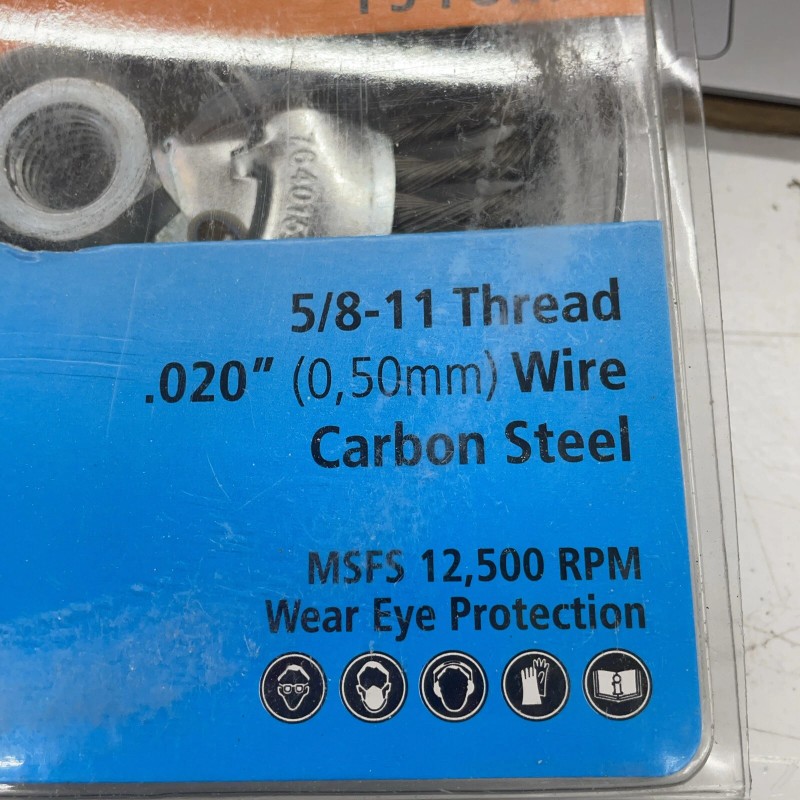 5/8-11 Thread
.020" (0,50mm) Wire
Carbon Steel
MSFS 12,500 RPM
Wear Eye Protection